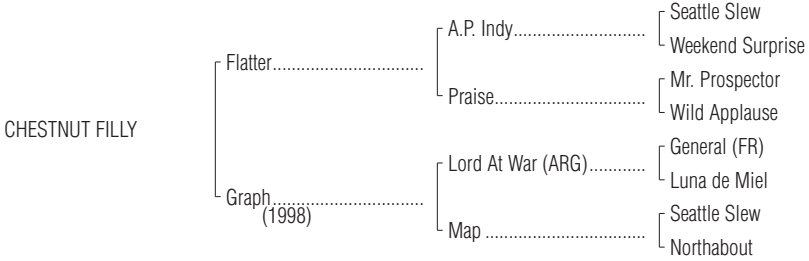 Seattle Slew
A.P. Indy..............................
Weekend Surprise
Flatter..................................
Mr. Prospector
Praise..................................
Wild Applause
CHESTNUT FILLY
General (FR)
Lord At War (ARG).............
Luna de Miel
Graph..................................
(1998)
Seattle Slew
Map ....................................
Northabout